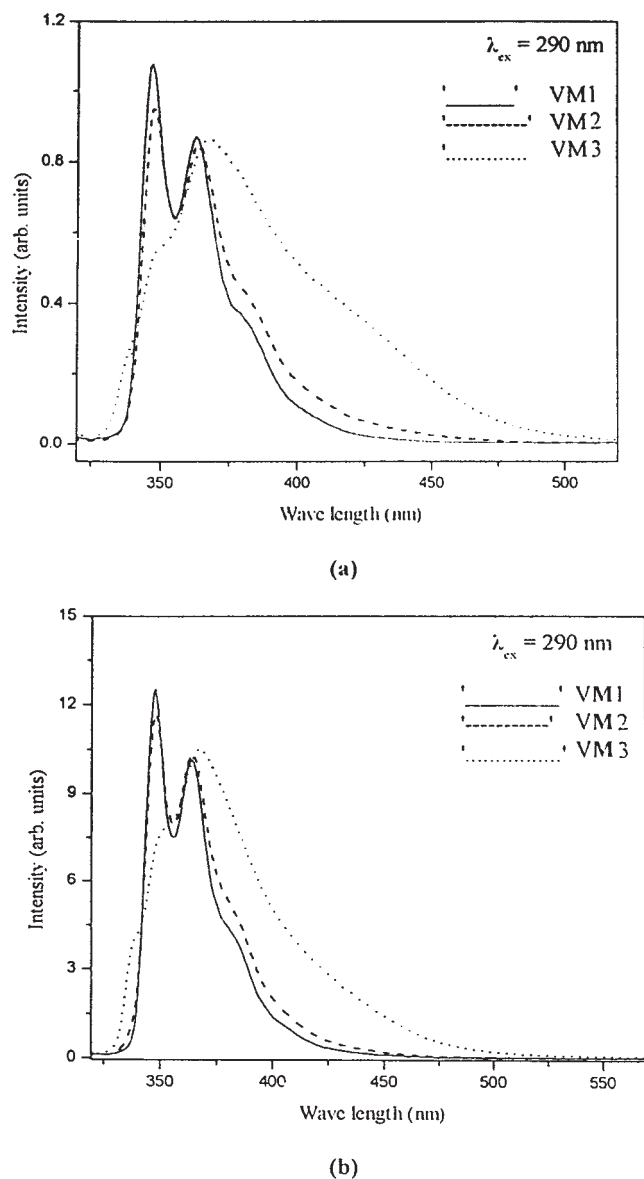 1.2
λex = 290 nm
VM1
VM2
VM3
0.8
0.4
0.0
Intensity (arb. units)
350
400
450
500
Wave length (nm)
(a)
15
λex = 290 nm
VM1
VM2
VM3
12
9
6
3
0
Intensity (arb. units)
350
400
450
500
550
Wave length (nm)
(b)